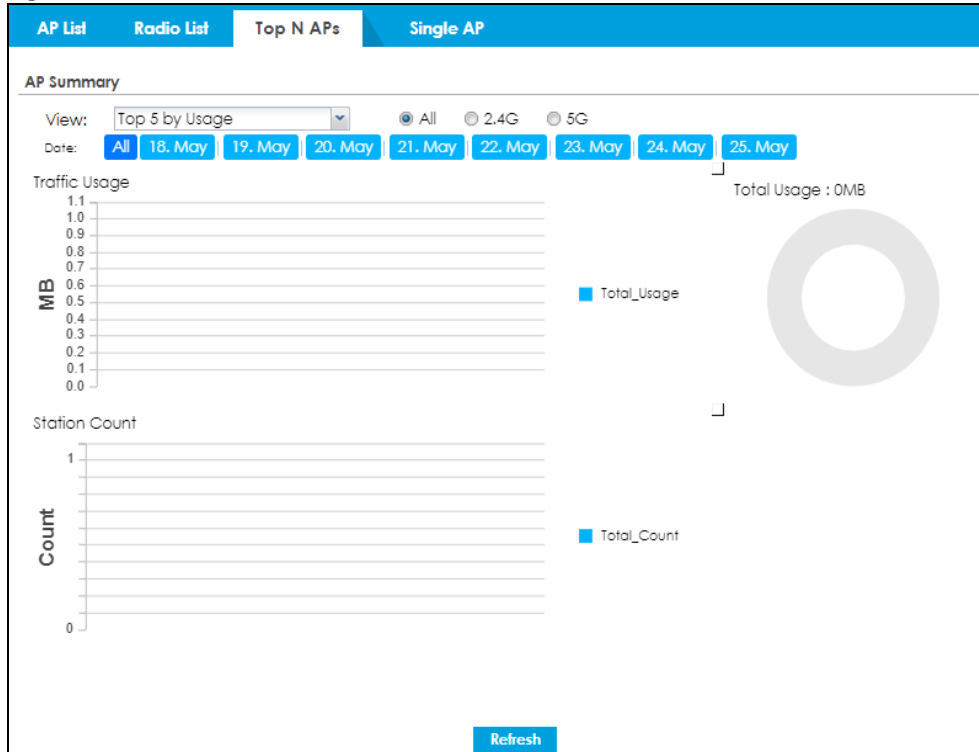 AP List Radio List Top N APs Single AP
AP Summary
View: Top 5 by Usage All 2.4G 5G
Date: All 18. May 19. May 20. May 21. May 22. May 23. May 24. May 25. May
Traffic Usage
Total Usage : 0MB
1.1
1.0
0.9
0.8
0.7
0.6
0.5
0.4
0.3
0.2
0.1
0.0
MB
Total_Usage
Station Count
1
0
Count
Total_Count
Refresh